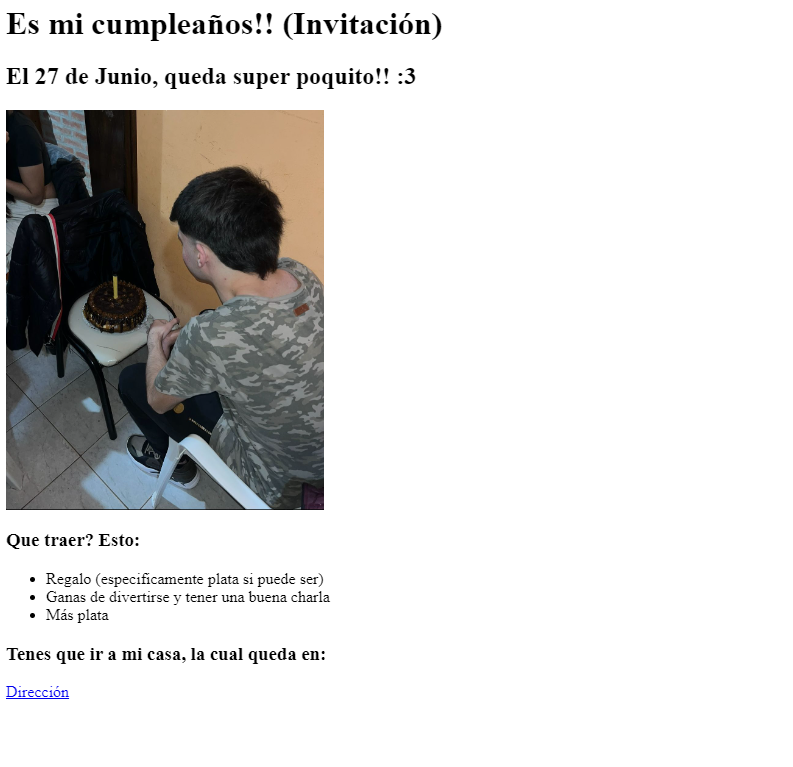 Es mi cumpleaños!! (Invitación)
El 27 de Junio, queda super poquito!! :3
Que traer? Esto:
Regalo (especificamente plata si puede ser)
Ganas de divertirse y tener una buena charla
Más plata
Tenes que ir a mi casa, la cual queda en:
Dirección